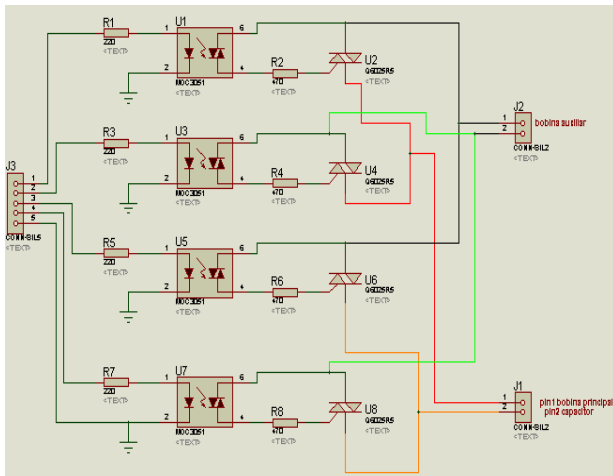 R1
220
<TEXT>
1
2
U1
6
4
MOC3051
<TEXT>
R2
470
<TEXT>
U2
Q6025R5
<TEXT>
R3
220
<TEXT>
1
2
U3
6
4
MOC3051
<TEXT>
R4
470
<TEXT>
U4
Q6025R5
<TEXT>
J2
1
2
bobina auxiliar
CONN-SIL2
<TEXT>
J3
1
2
3
4
5
CONN-SIL5
<TEXT>
R5
220
<TEXT>
1
2
U5
6
4
MOC3051
<TEXT>
R6
470
<TEXT>
U6
Q6025R5
<TEXT>
R7
220
<TEXT>
1
2
U7
6
4
MOC3051
<TEXT>
R8
470
<TEXT>
U8
Q6025R5
<TEXT>
J1
1
2
pin1 bobina principal
pin2 capacitor
CONN-SIL2
<TEXT>